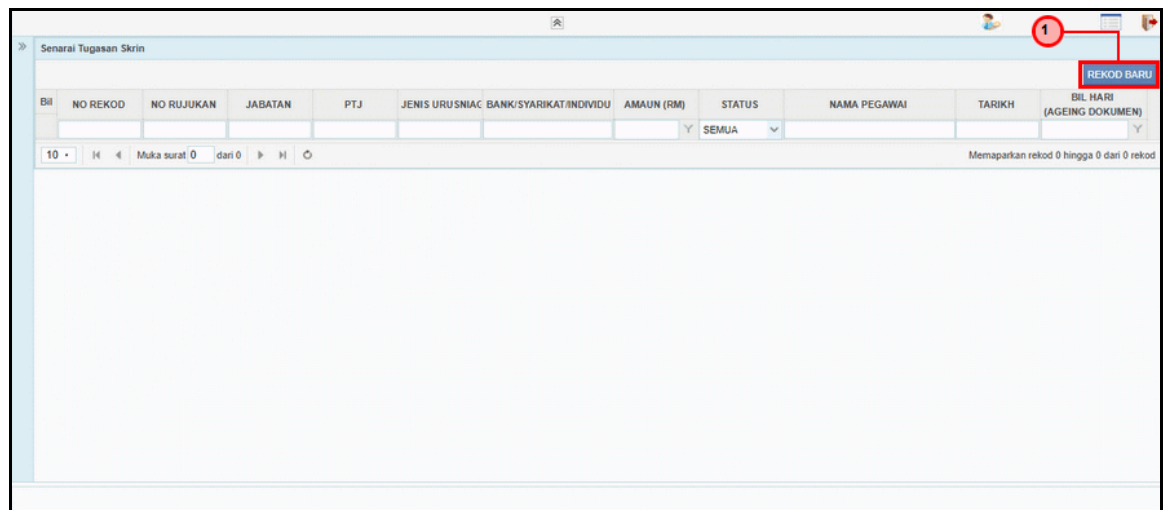 1
Senarai Tugasan Skrin
REKOD BARU
Bil NO REKOD NO RUJUKAN JABATAN PTJ JENIS URUSNIAG BANK/SYARIKAT/INDIVIDU AMAUN (RM) STATUS NAMA PEGAWAI TARIKH BIL HARI
(AGEING DOKUMEN)
SEMUA
10 Muka surat 0 dari 0 Memaparkan rekod 0 hingga 0 dari 0 rekod